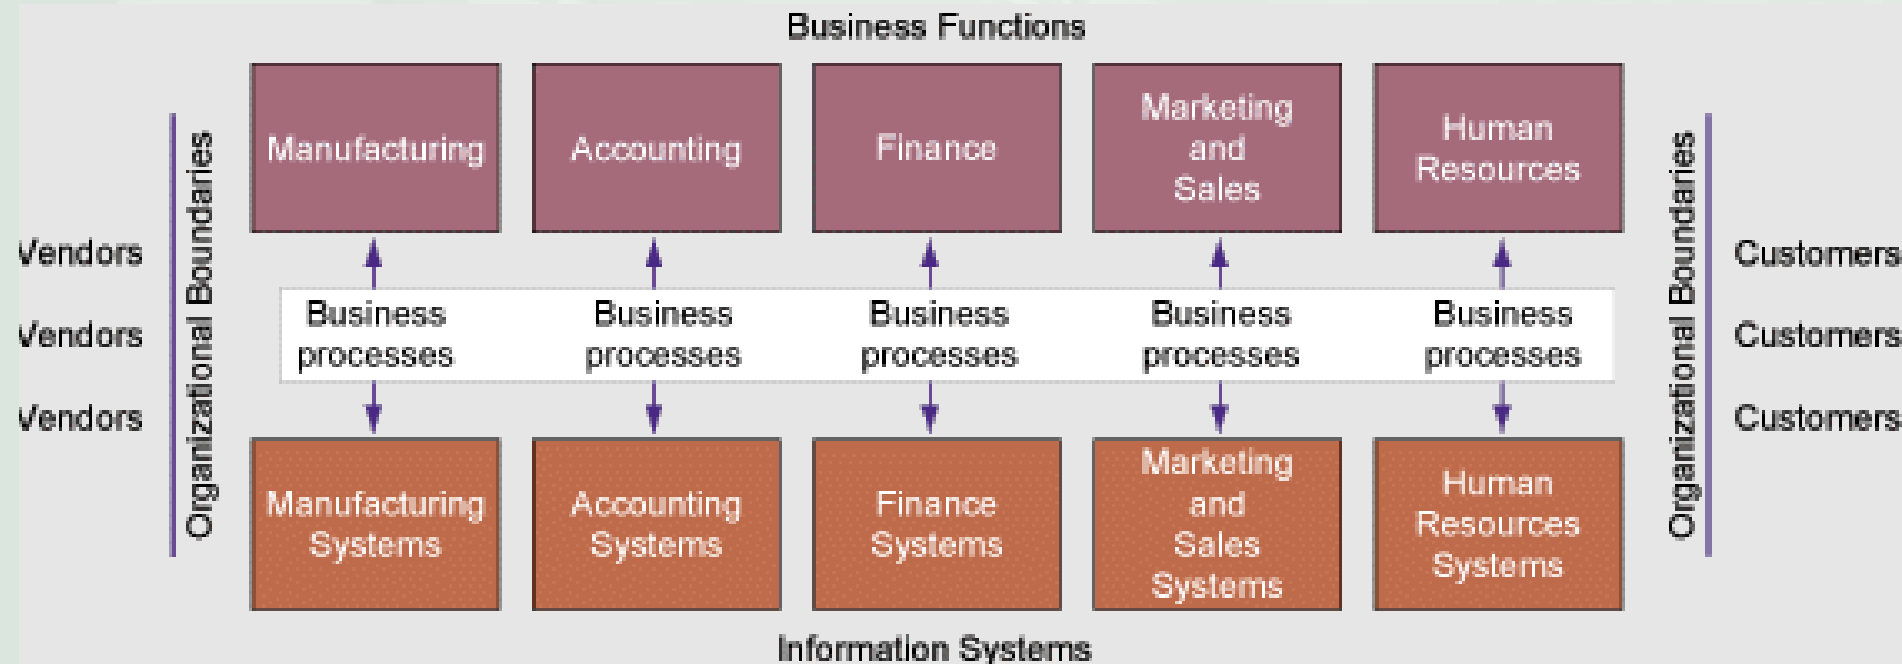 Business Functions
Manufacturing
Accounting
Finance
Marketing
and
Sales
Human
Resources
Organizational Boundaries
Vendors
Vendors
Vendors
Business
processes
Business
processes
Business
processes
Business
processes
Business
processes
Organizational Boundaries
Customers
Customers
Customers
Manufacturing
Systems
Accounting
Systems
Finance
Systems
Marketing
and
Sales
Systems
Human
Resources
Systems
Information Systems